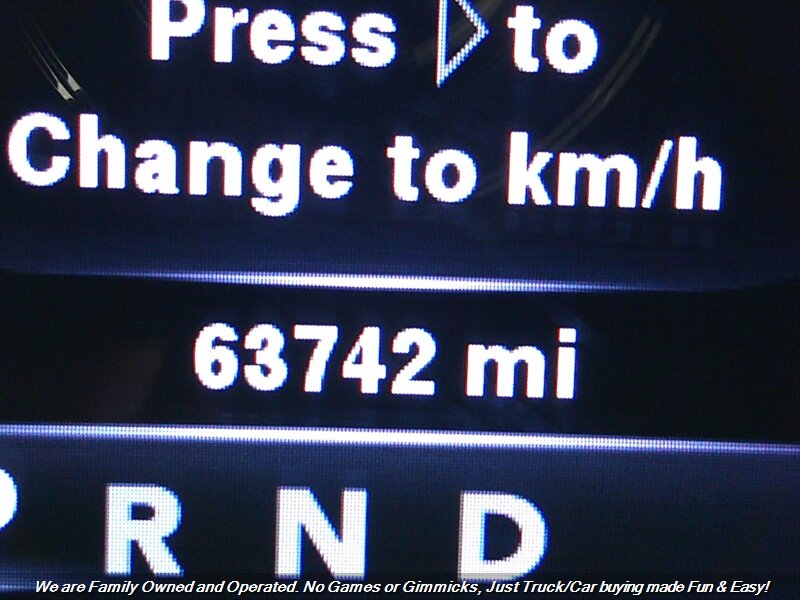 Press ▷ to
Change to km/h
63742 mi
P R N D
We are Family Owned and Operated. No Games or Gimmicks, Just Truck/Car buying made Fun & Easy!